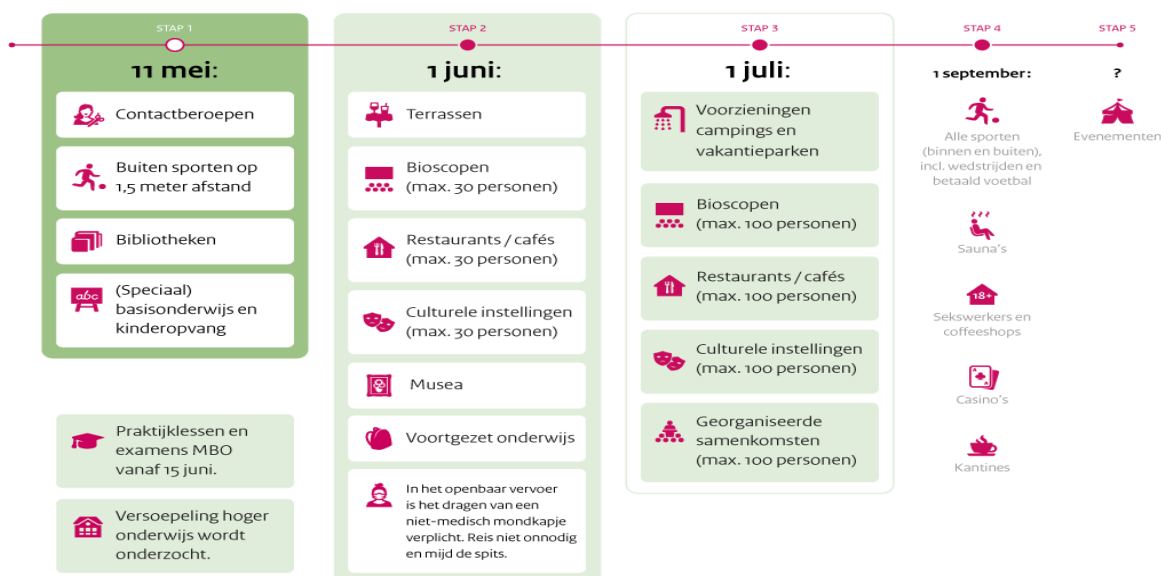 STAP 1
11 mei:
Contactberoepen
Buiten sporten op
1,5 meter afstand
Bibliotheken
abc
(Speciaal)
basisonderwijs en
kinderopvang
Praktijklessen en
examens MBO
vanaf 15 juni.
Versoepeling hoger
onderwijs wordt
onderzocht.
STAP 2
1 juni:
Terrassen
Bioscopen
(max. 30 personen)
Restaurants / cafés
(max. 30 personen)
Culturele instellingen
(max. 30 personen)
Musea
Voortgezet onderwijs
In het openbaar vervoer
is het dragen van een
niet-medisch mondkapje
verplicht. Reis niet onnodig
en mijd de spits.
STAP 3
1 juli:
Voorzieningen
campings en
vakantieparken
Bioscopen
(max. 100 personen)
Restaurants / cafés
(max. 100 personen)
Culturele instellingen
(max. 100 personen)
Georganiseerde
samenkomsten
(max. 100 personen)
STAP 4
1 september:
Alle sporten
(binnen en buiten),
incl. wedstrijden en
betaald voetbal
Sauna's
18+
Sekswerkers en
coffeeshops
Casino's
Kantines
STAP 5
?
Evenementen